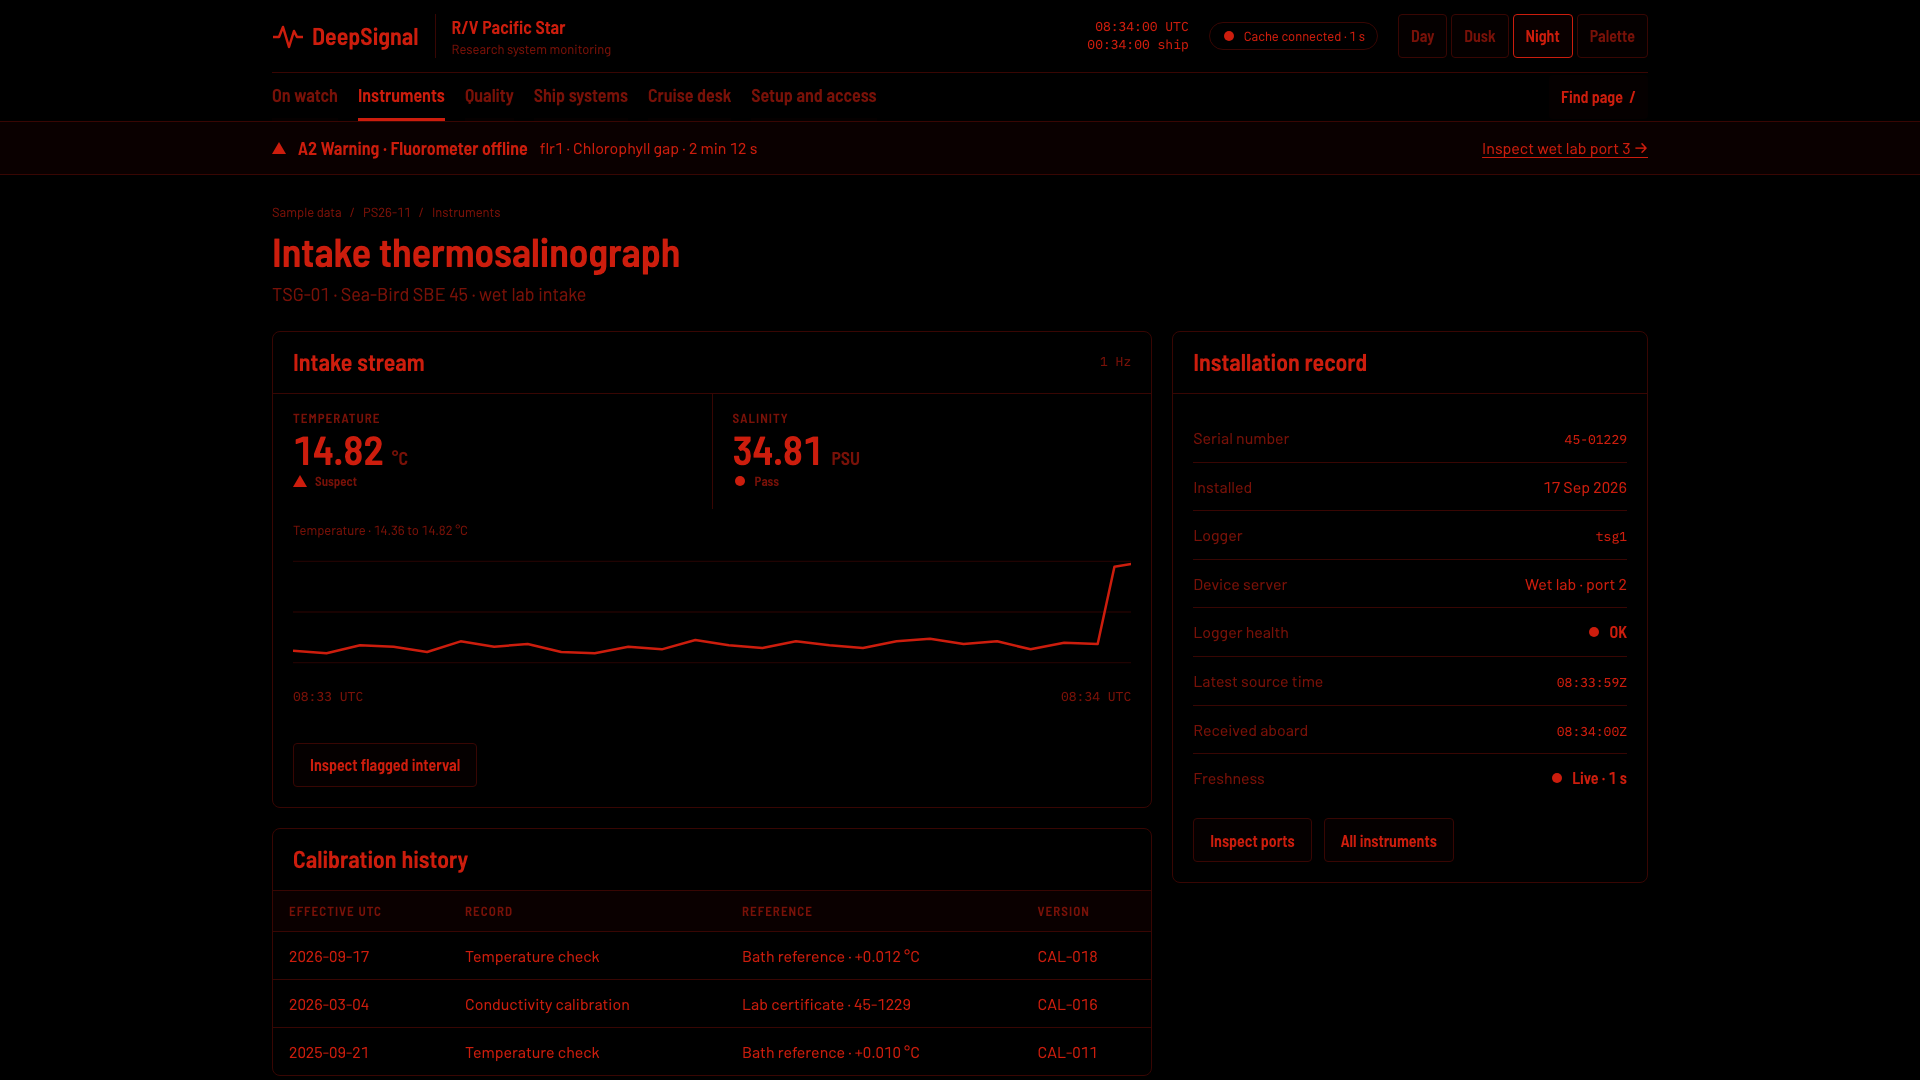 DeepSignal
R/V Pacific Star
Research system monitoring
08:34:00 UTC
00:34:00 ship
Cache connected · 1 s
Day
Dusk
Night
Palette
On watch
Instruments
Quality
Ship systems
Cruise desk
Setup and access
Find page /
A2 Warning · Fluorometer offline
flr1 · Chlorophyll gap · 2 min 12 s
Inspect wet lab port 3 →
Sample data / PS26-11 / Instruments
Intake thermosalinograph
TSG-01 · Sea-Bird SBE 45 · wet lab intake
Intake stream
1 Hz
TEMPERATURE
14.82 °C
Suspect
SALINITY
34.81 PSU
Pass
Temperature · 14.36 to 14.82 °C
08:33 UTC
08:34 UTC
Inspect flagged interval
Installation record
Serial number 45-01229
Installed 17 Sep 2026
Logger tsg1
Device server Wet lab · port 2
Logger health OK
Latest source time 08:33:59Z
Received aboard 08:34:00Z
Freshness Live · 1 s
Inspect ports
All instruments
Calibration history
EFFECTIVE UTC RECORD REFERENCE VERSION
2026-09-17 Temperature check Bath reference · +0.012 °C CAL-018
2026-03-04 Conductivity calibration Lab certificate · 45-1229 CAL-016
2025-09-21 Temperature check Bath reference · +0.010 °C CAL-011